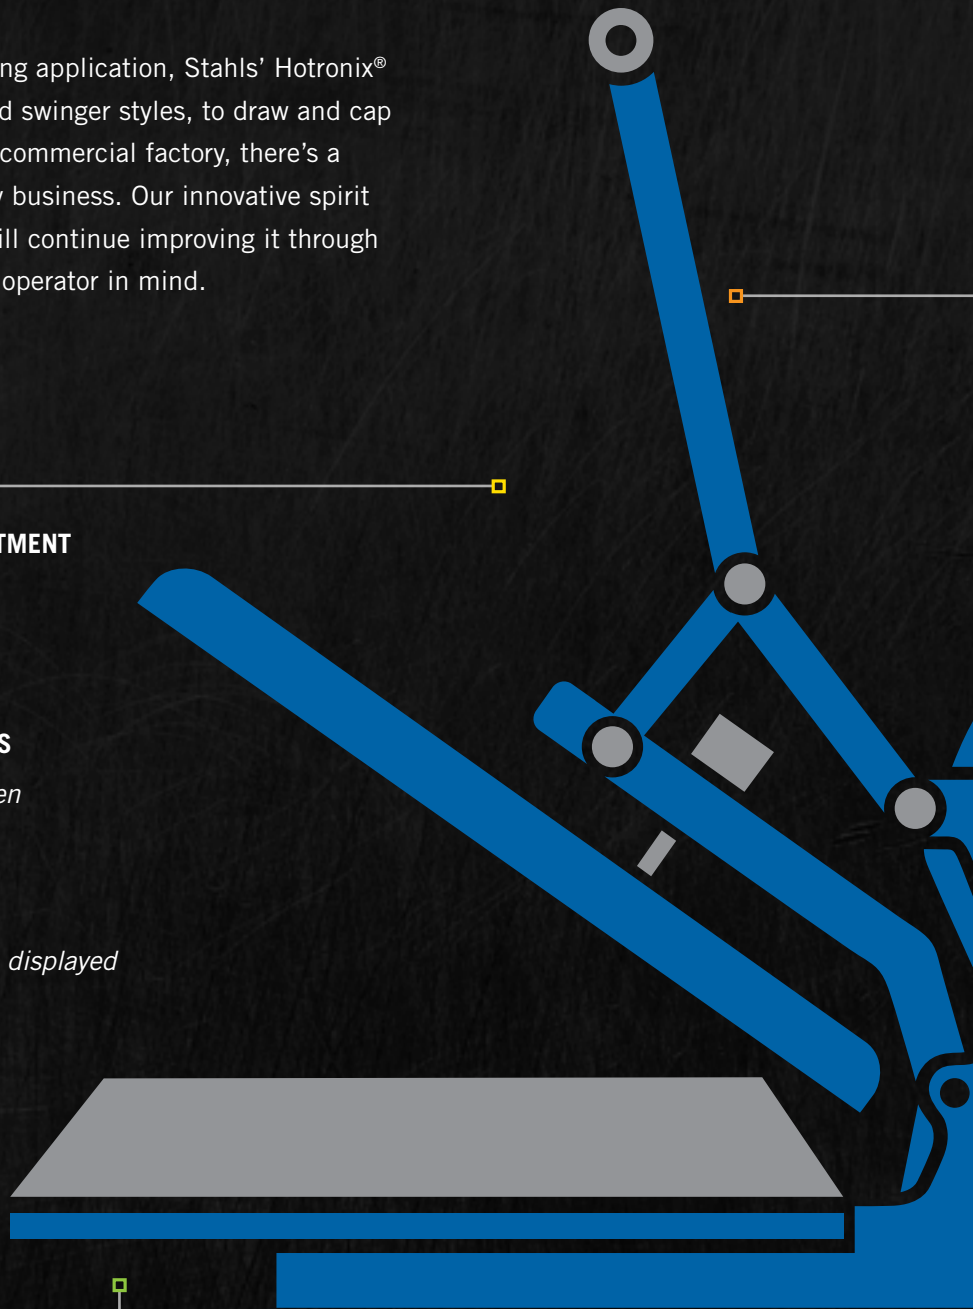 ng application, Stahls' Hotronix®
d swinger styles, to draw and cap
commercial factory, there's a
business. Our innovative spirit
ill continue improving it through
operator in mind.
TMENT
S
en
displayed